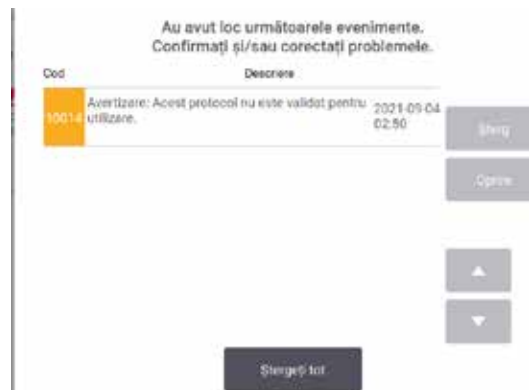 Au avut loc următoarele evenimente.
Confirmați și/sau corectați problemele.
Cod Descriere
10014 Avertizare: Acest protocol nu este validat pentru utilizare. 2021-09-04 02:50
Șterg
Oprire
Ștergeți tot